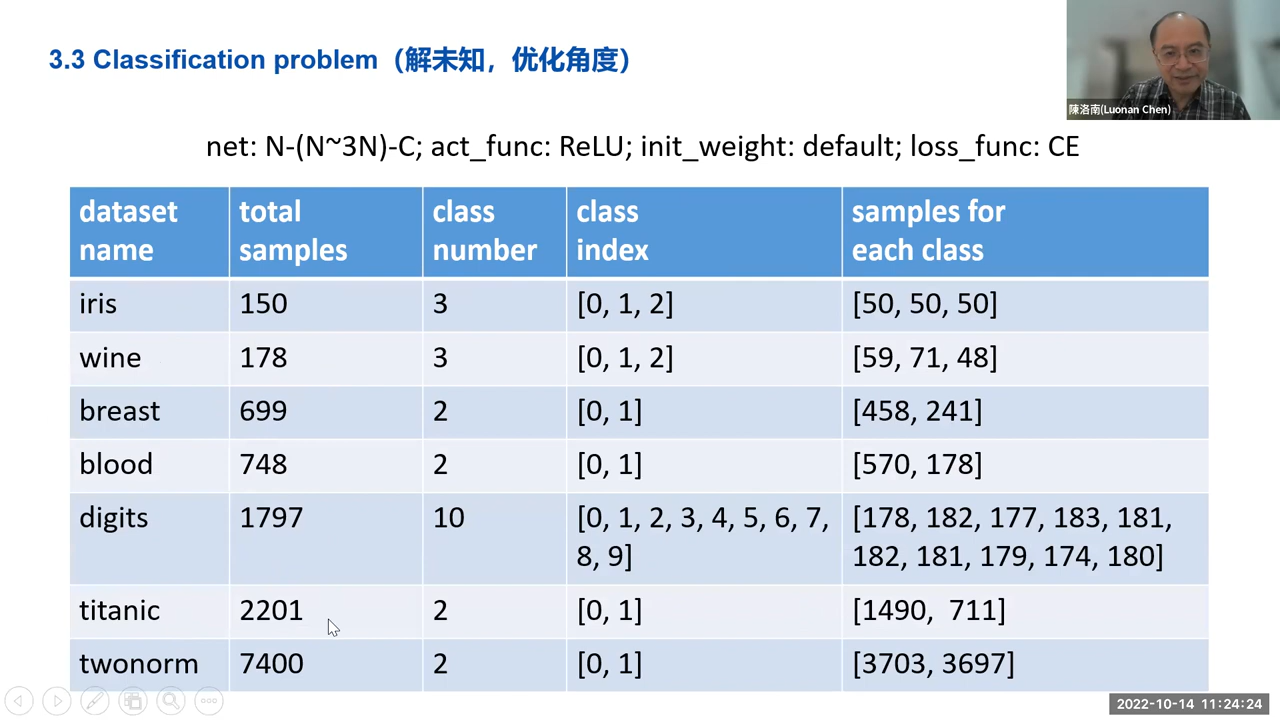 3.3 Classification problem（解未知，优化角度）
陳洛南(Luonan Chen)
net: N-(N~3N)-C; act_func: ReLU; init_weight: default; loss_func: CE
dataset name total samples class number class index samples for each class
iris 150 3 [0, 1, 2] [50, 50, 50]
wine 178 3 [0, 1, 2] [59, 71, 48]
breast 699 2 [0, 1] [458, 241]
blood 748 2 [0, 1] [570, 178]
digits 1797 10 [0, 1, 2, 3, 4, 5, 6, 7, [178, 182, 177, 183, 181,
8, 9] 182, 181, 179, 174, 180]
titanic 2201 2 [0, 1] [1490, 711]
twonorm 7400 2 [0, 1] [3703, 3697]
2022-10-14 11:24:24